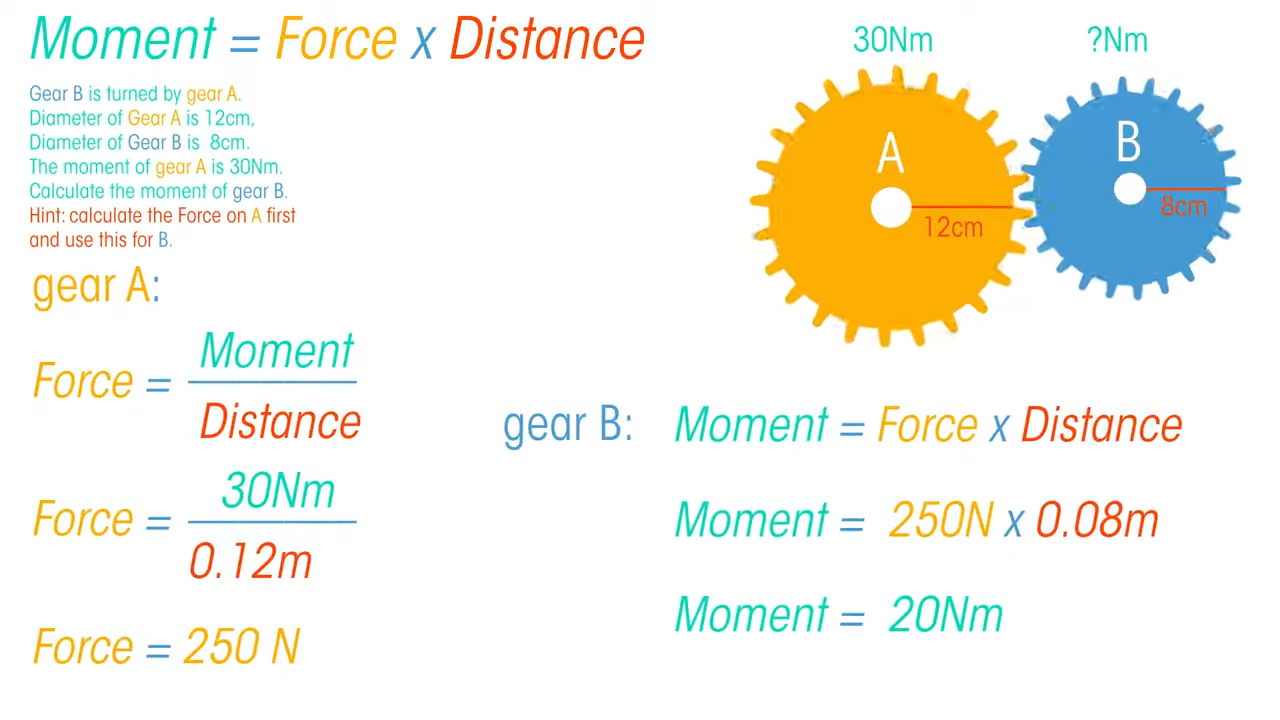 Moment = Force x Distance
30Nm
?Nm
Gear B is turned by gear A.
Diameter of Gear A is 12cm,
Diameter of Gear B is 8cm.
The moment of gear A is 30Nm.
Calculate the moment of gear B.
Hint: calculate the Force on A first
and use this for B.
A
12cm
B
8cm
gear A:
Force = Moment
Distance
Force = 30Nm
0.12m
Force = 250 N
gear B: Moment = Force x Distance
Moment = 250N x 0.08m
Moment = 20Nm